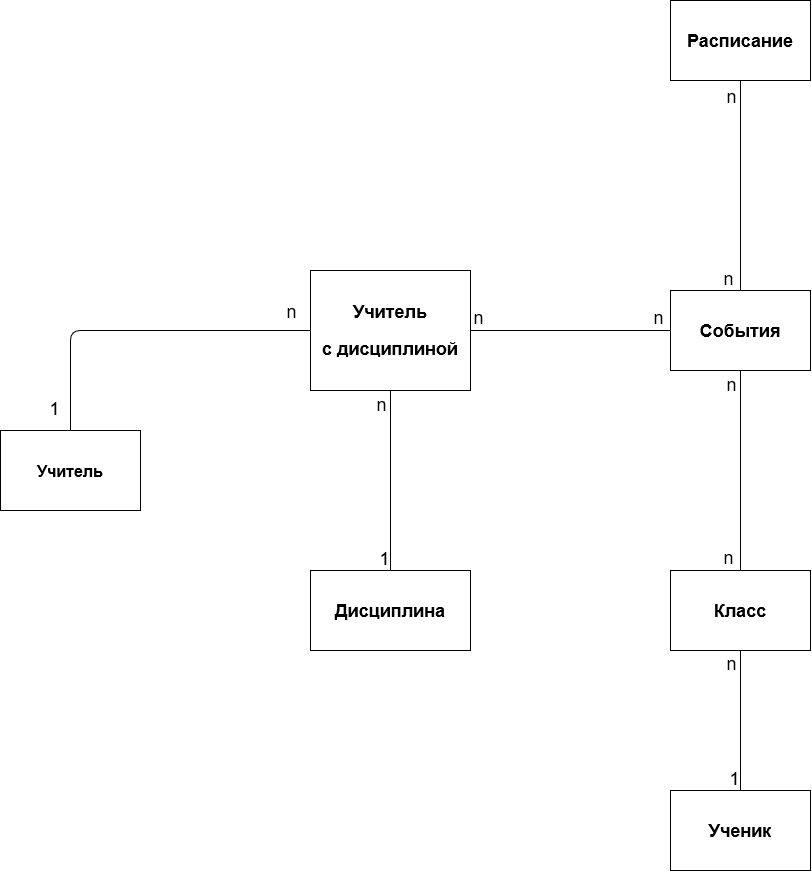 Расписание
n
n
Учитель
с дисциплиной
n
n
n
События
1
n
n
Учитель
1
n
Дисциплина
Класс
n
1
Ученик